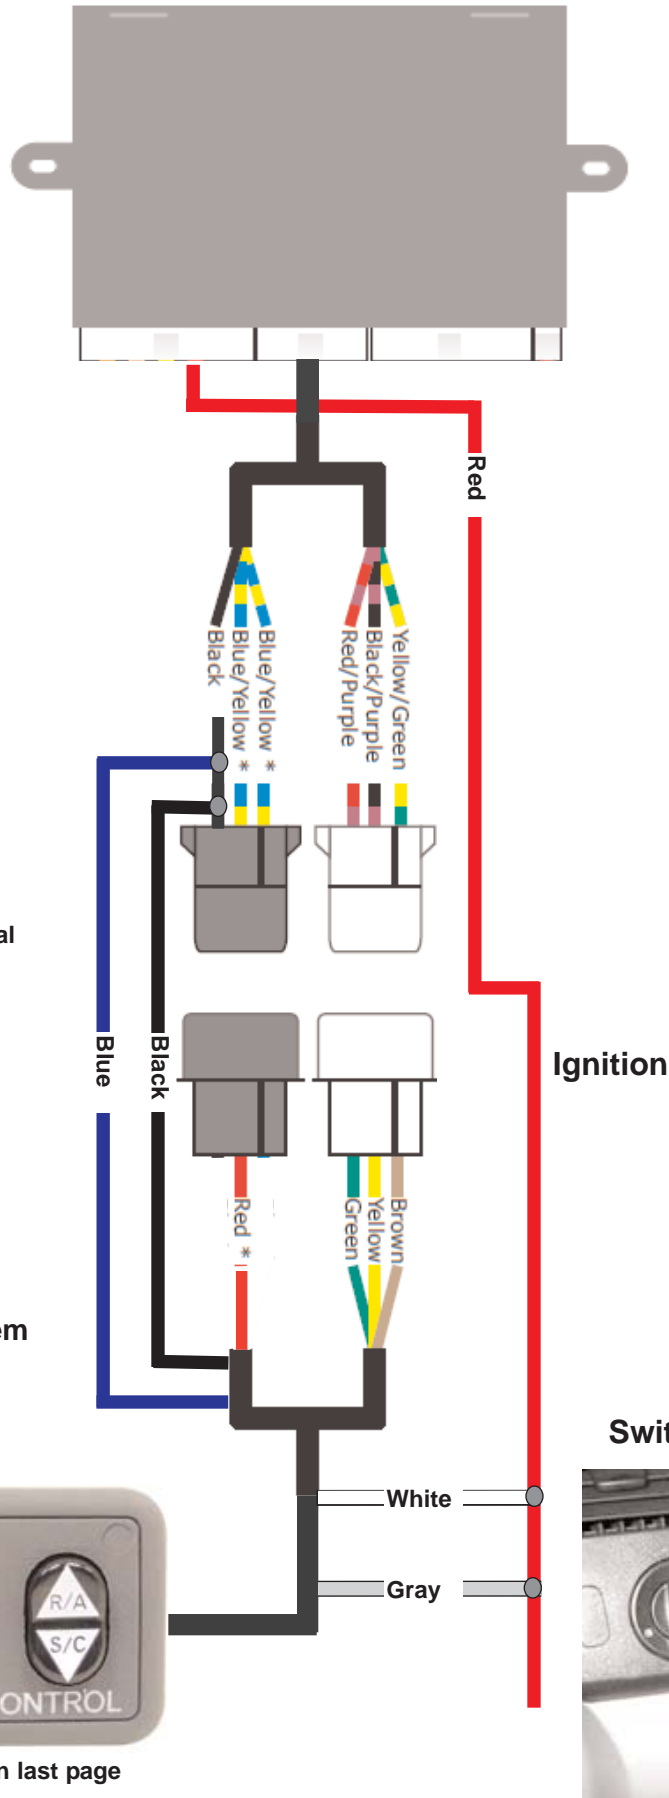 Red
Black
Blue/Yellow *
Blue/Yellow *
Red/Purple
Black/Purple
Yellow/Green
al
Blue
Black
Ignition
Red *
Green
Yellow
Brown
em
Swit
White
Gray
R/A
S/C
ONTROL
n last page